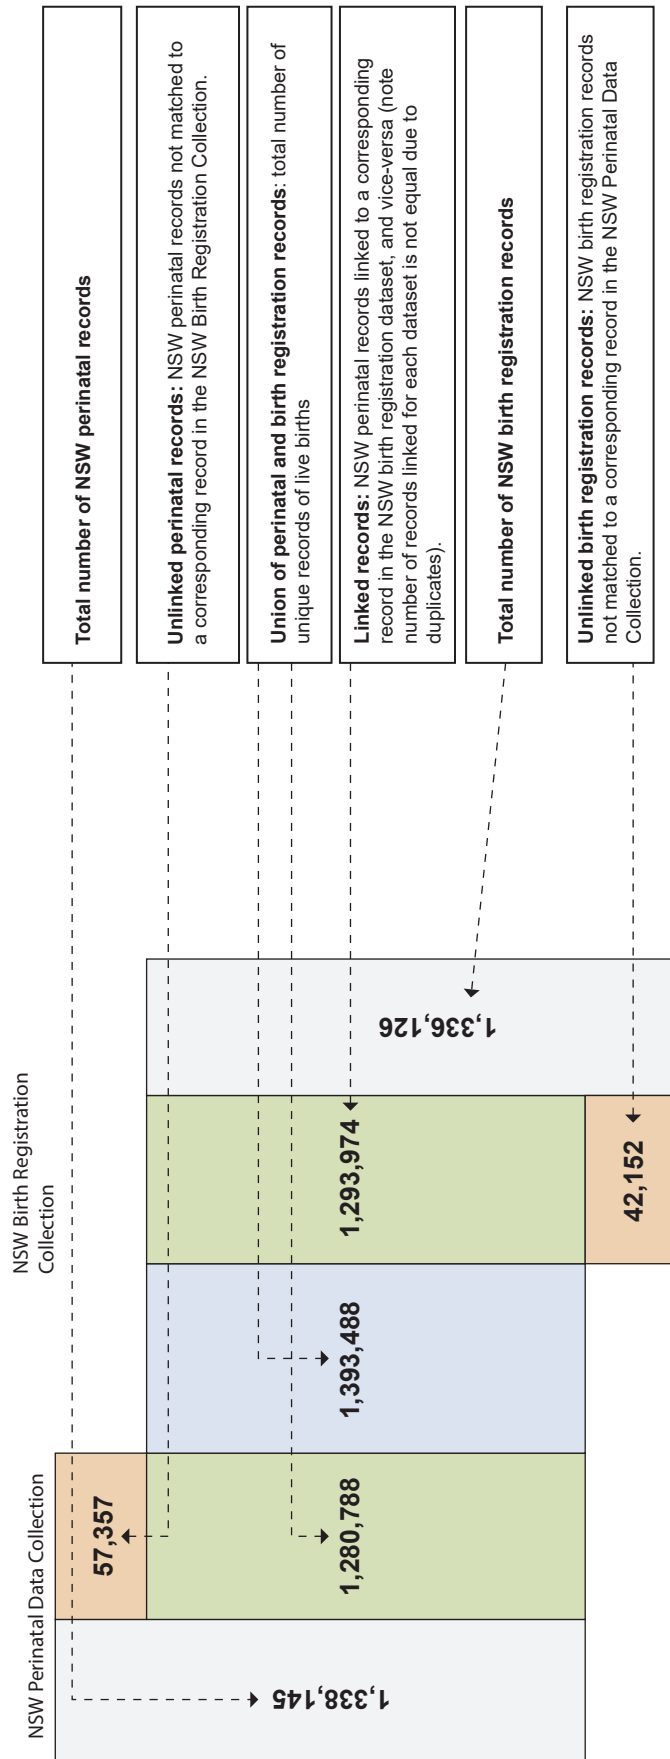 NSW Perinatal Data Collection
NSW Birth Registration
Collection
1,338,145
57,357
1,280,788
1,393,488
1,293,974
42,152
1,336,126
Total number of NSW perinatal records
Unlinked perinatal records: NSW perinatal records not matched to
a corresponding record in the NSW Birth Registration Collection.
Union of perinatal and birth registration records: total number of
unique records of live births
Linked records: NSW perinatal records linked to a corresponding
record in the NSW birth registration dataset, and vice-versa (note
number of records linked for each dataset is not equal due to
duplicates).
Total number of NSW birth registration records
Unlinked birth registration records: NSW birth registration records
not matched to a corresponding record in the NSW Perinatal Data
Collection.